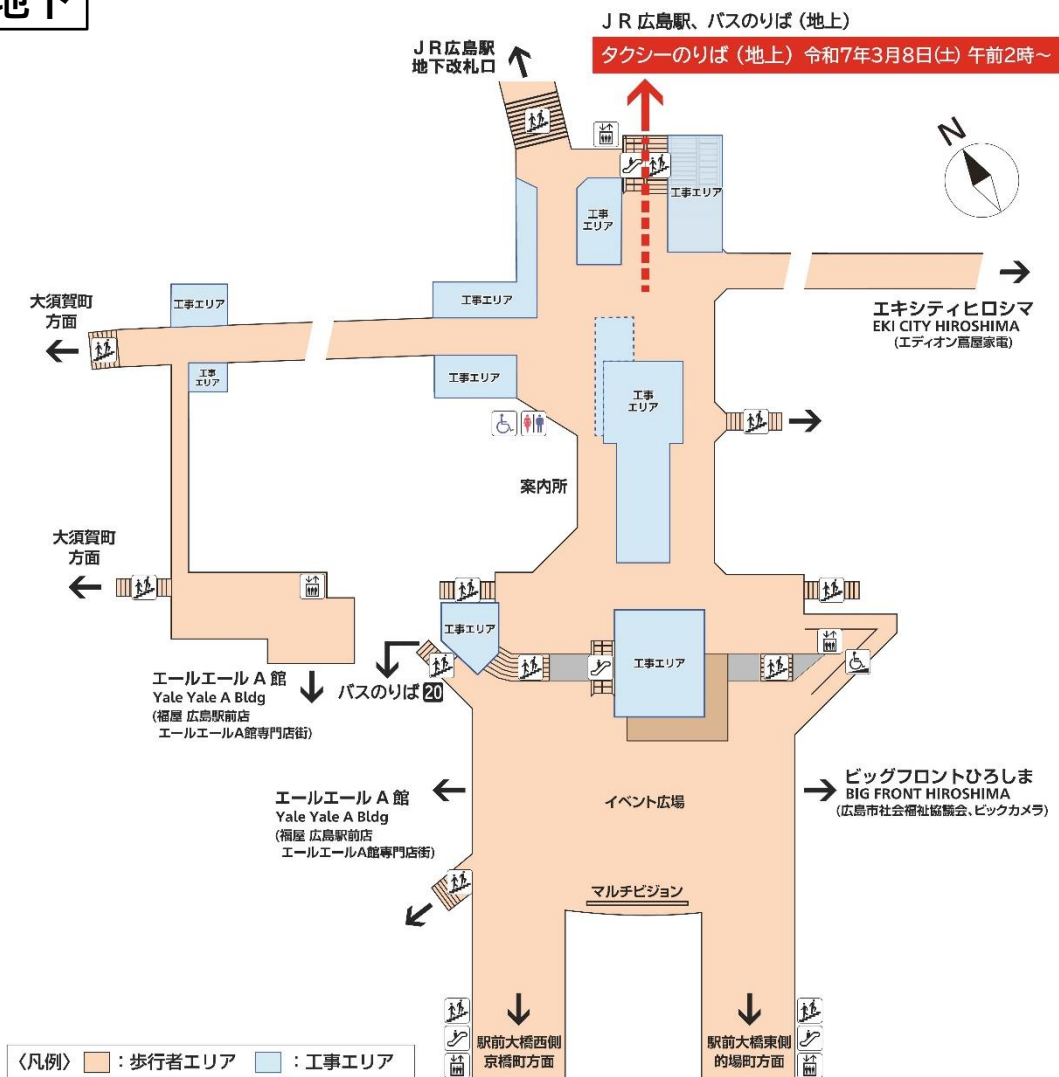 地下
JR広島駅、バスのりば（地上）
タクシーのりば（地上）令和7年3月8日(土) 午前2時～
JR広島駅
地下改札口
N
工事エリア
工事
エリア
工事エリア
工事エリア
大須賀町
方面
エキシティヒロシマ
EKI CITY HIROSHIMA
(エディオン蔦屋家電)
工事
エリア
工事エリア
工事
エリア
案内所
大須賀町
方面
工事エリア
工事エリア
バスのりば 20
エールエール A 館
Yale Yale A Bldg
(福屋 広島駅前店
エールエールA館専門店街)
ビッグフロントひろしま
BIG FRONT HIROSHIMA
(広島市社会福祉協議会、ビックカメラ)
イベント広場
エールエール A 館
Yale Yale A Bldg
(福屋 広島駅前店
エールエールA館専門店街)
マルチビジョン
駅前大橋西側
京橋町方面
駅前大橋東側
的場町方面
〈凡例〉 ：歩行者エリア ：工事エリア